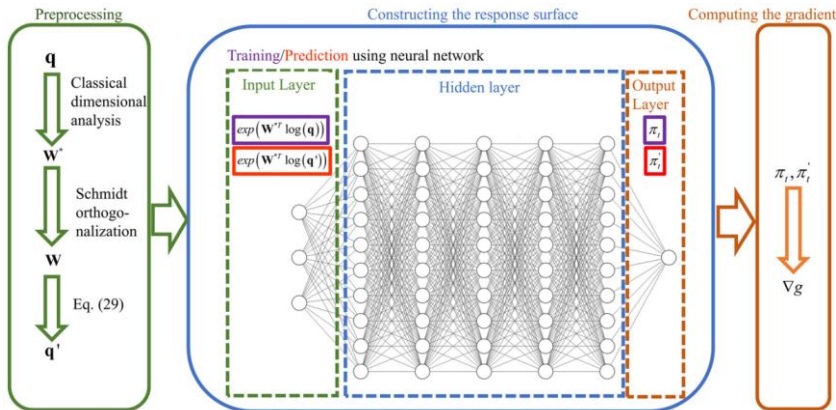 Preprocessing
Constructing the response surface
Computing the gradient
q
Classical
dimensional
analysis
W*
Schmidt
orthogo-
nalization
W
Eq. (29)
q'
Training/Prediction using neural network
Input Layer
Hidden layer
Output
Layer
exp(W*ᵀ log(q))
exp(W*ᵀ log(q'))
πₜ
π'ₜ
πₜ, π'ₜ
∇g